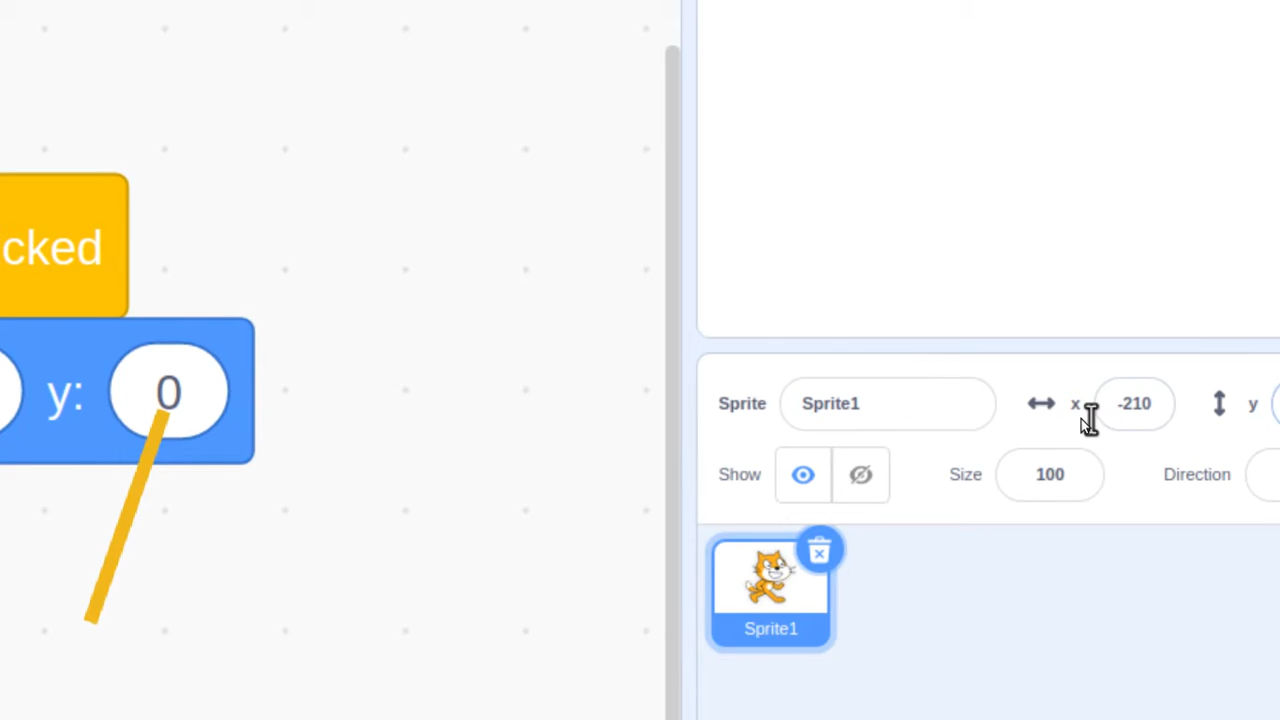 cked
y: 0
Sprite Sprite1 x -210 y
Show Size 100 Direction
Sprite1